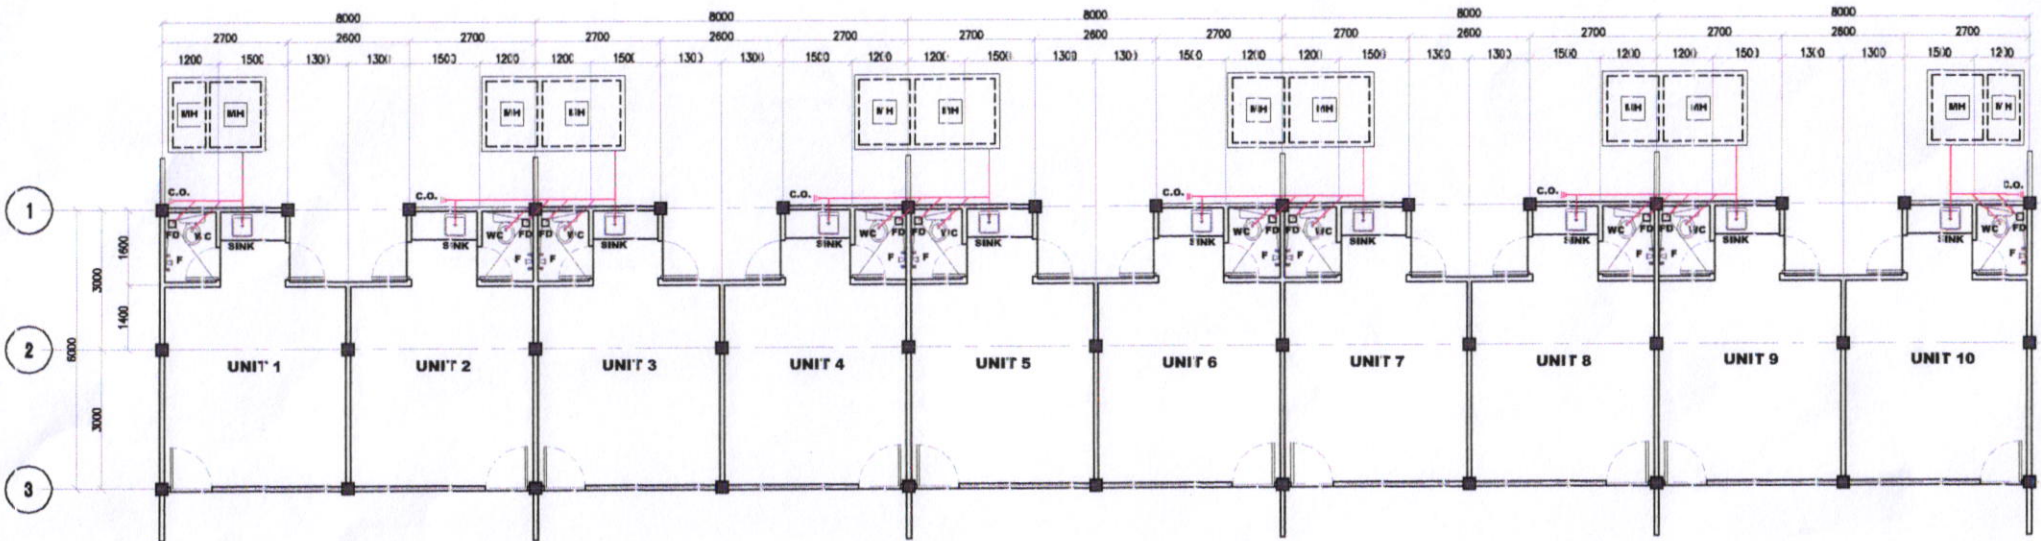 8000 8000 8000 8000 8000
2700 2600 2700 2700 2600 2700 2700 2600 2700 2700 2600 2700 2700 2600 2700
1200 1500 1300 1300 1500 1200 1200 1500 1300 1300 1500 1200 1200 1500 1300 1300 1500 1200 1200 1500 1300 1300 1500 1200 1200 1500 1300 1300 1500 1200
MH MH MH MH MH MH MH MH MH MH MH MH
C.O. C.O. C.O. C.O. C.O. C.O.
1
FD WC SINK SINK WC FD FD WC SINK SINK WC FD FD WC SINK SINK WC FD FD WC SINK SINK WC FD FD WC SINK SINK WC FD
F F F F F F F F F F
1600
3000
1400
6000
2
UNIT 1 UNIT 2 UNIT 3 UNIT 4 UNIT 5 UNIT 6 UNIT 7 UNIT 8 UNIT 9 UNIT 10
3000
3